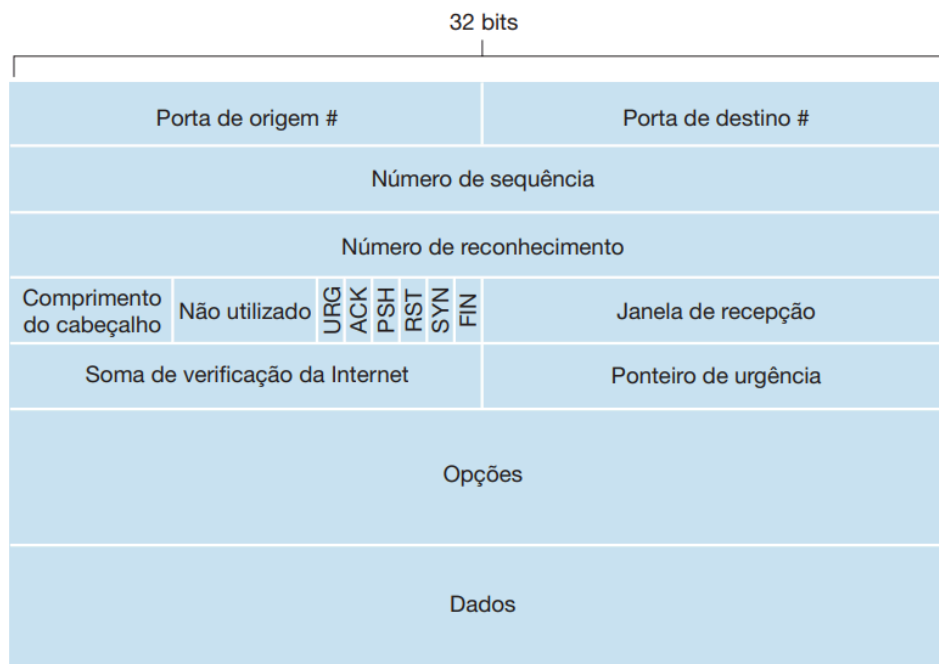 32 bits
Porta de origem #
Porta de destino #
Número de sequência
Número de reconhecimento
Comprimento
do cabeçalho
Não utilizado
URG
ACK
PSH
RST
SYN
FIN
Janela de recepção
Soma de verificação da Internet
Ponteiro de urgência
Opções
Dados